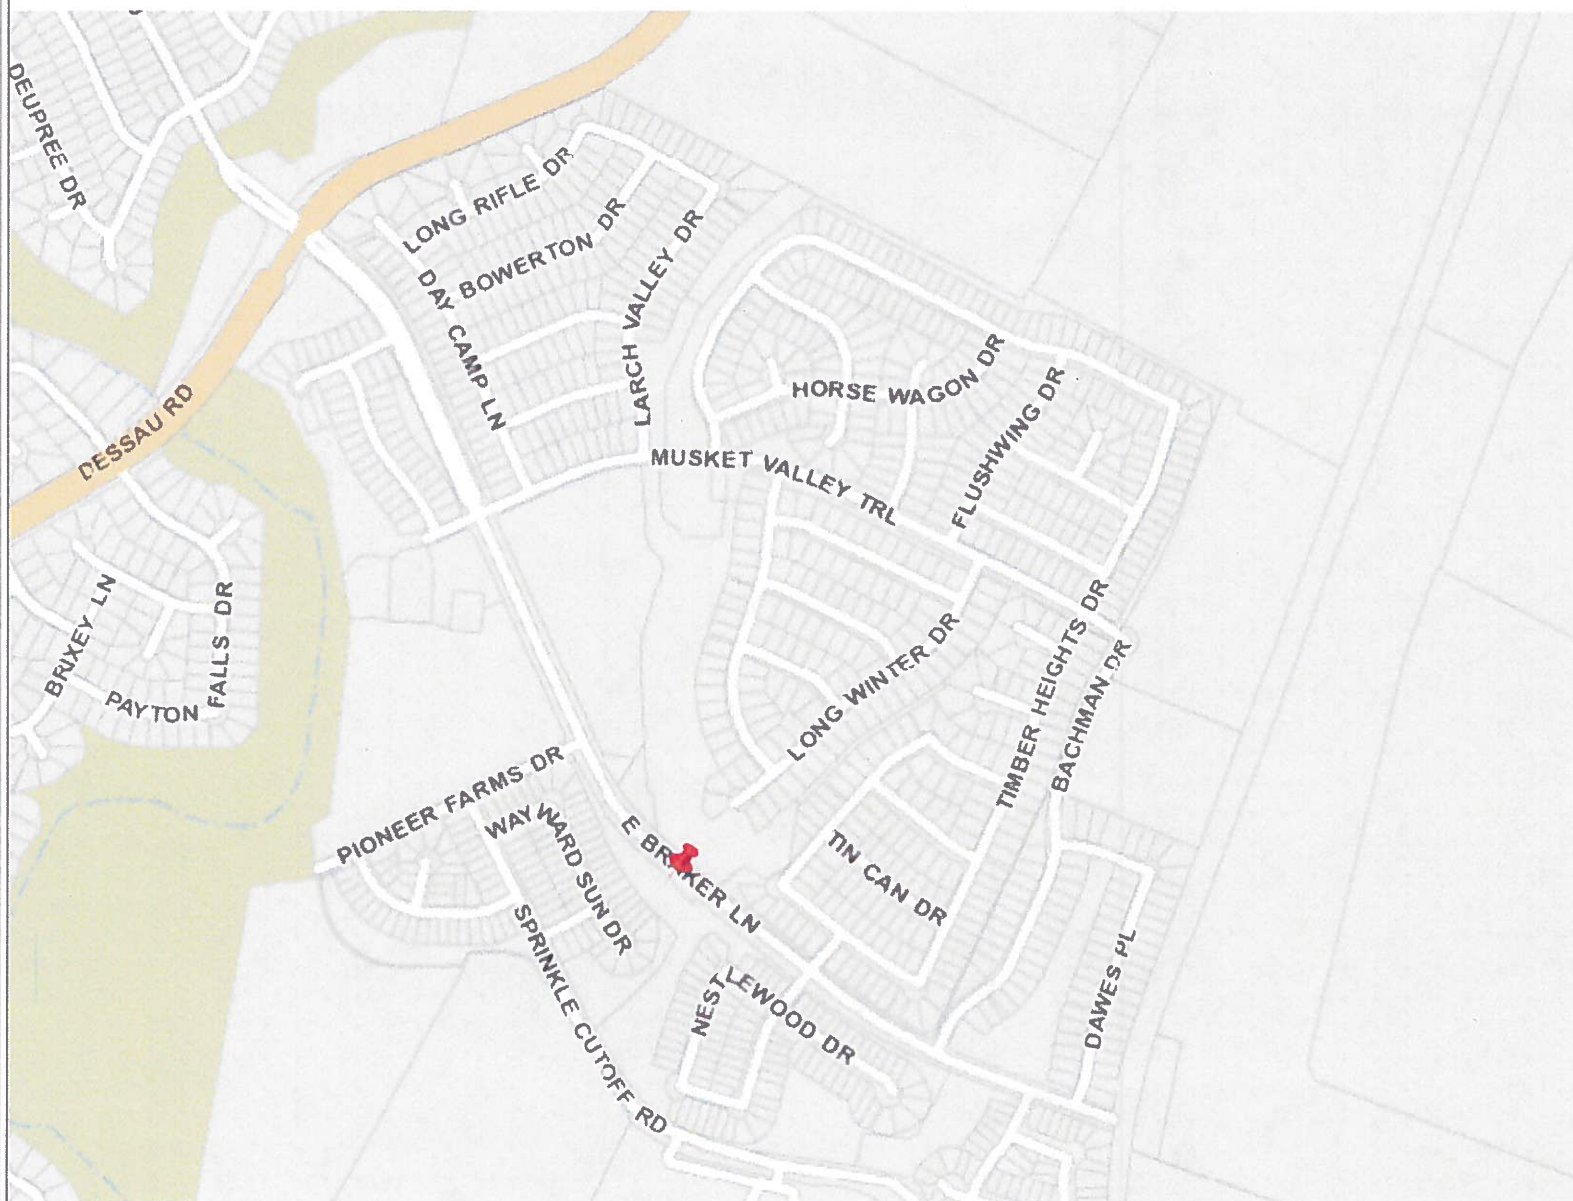 DEUPREE DR
LONG RIFLE DR
BOWERTON DR
LARCH VALLEY DR
DAY CAMP LN
HORSE WAGON DR
FLUSHWING DR
DESSAU RD
MUSKET VALLEY TRL
BRIXEY LN
PAYTON FALLS DR
LONG WINTER DR
TIMBER HEIGHTS DR
BACHMAN DR
PIONEER FARMS DR
WAYWARD SUN DR
E BRAKER LN
TIN CAN DR
SPRINKLE CUTOFF RD
NESTLEWOOD DR
DAWES PL